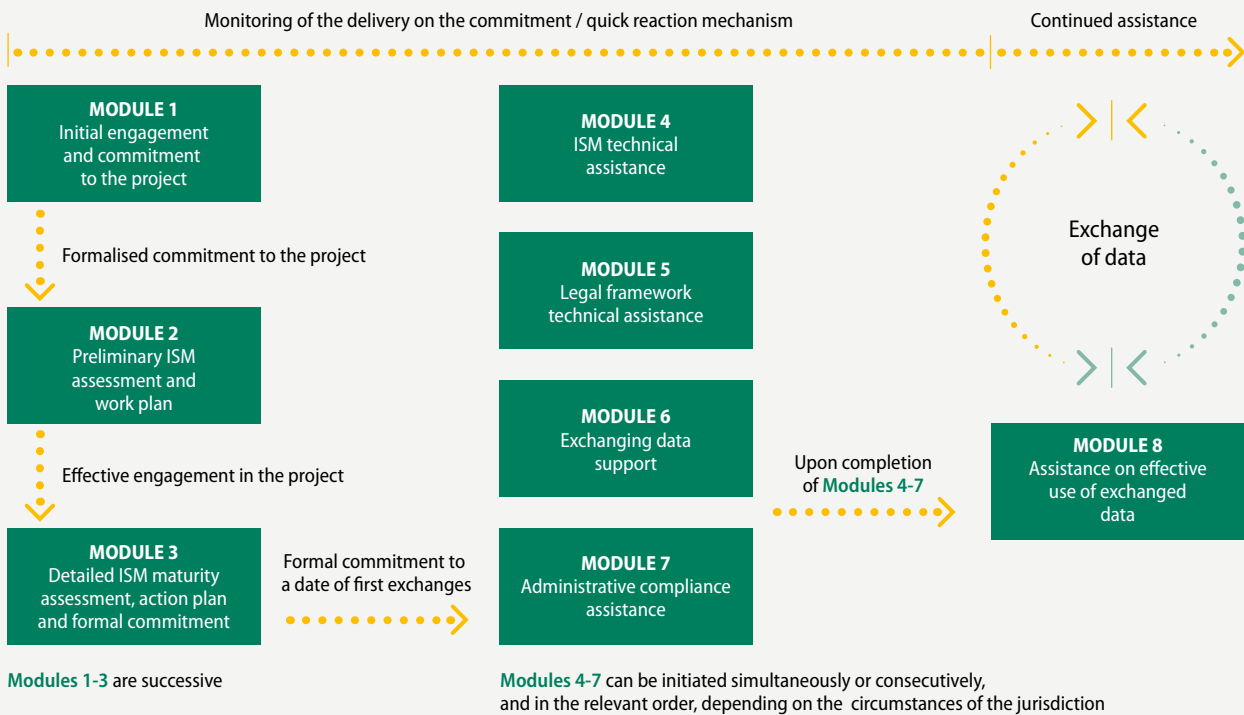 Monitoring of the delivery on the commitment / quick reaction mechanism
Continued assistance
MODULE 1
Initial engagement
and commitment
to the project
Formalised commitment to the project
MODULE 2
Preliminary ISM
assessment and
work plan
Effective engagement in the project
MODULE 3
Detailed ISM maturity
assessment, action plan
and formal commitment
Modules 1-3 are successive
Formal commitment to
a date of first exchanges
MODULE 4
ISM technical
assistance
MODULE 5
Legal framework
technical assistance
MODULE 6
Exchanging data
support
MODULE 7
Administrative compliance
assistance
Modules 4-7 can be initiated simultaneously or consecutively,
and in the relevant order, depending on the circumstances of the jurisdiction
Upon completion
of Modules 4-7
Exchange
of data
MODULE 8
Assistance on effective
use of exchanged
data